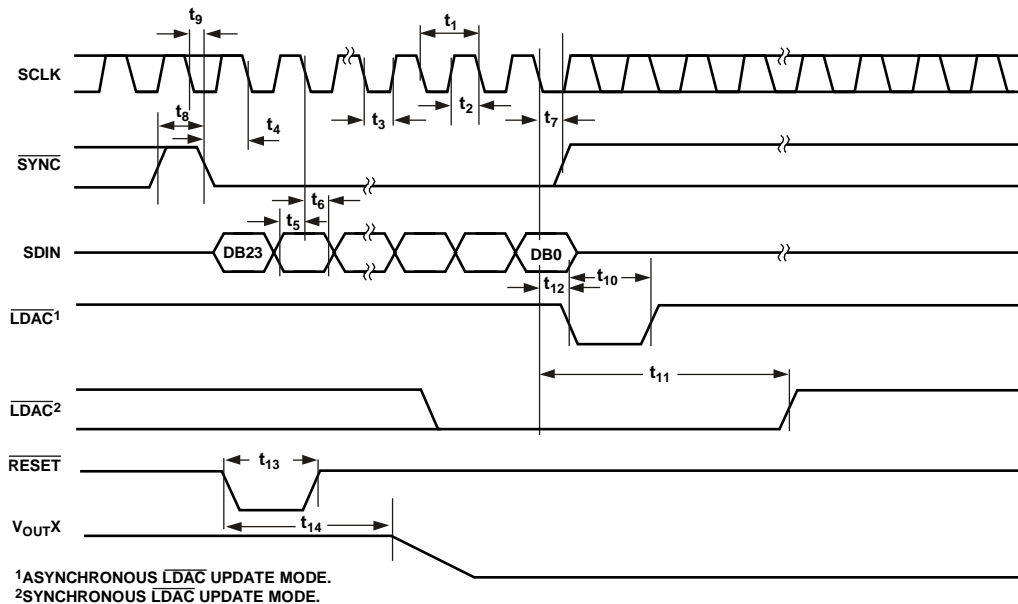 t9
t1
SCLK
t8
t4
t3
t2
t7
SYNC
t6
t5
SDIN
DB23
DB0
t12
t10
LDAC1
t11
LDAC2
RESET
t13
t14
VOUTX
1ASYNCHRONOUS LDAC UPDATE MODE.
2SYNCHRONOUS LDAC UPDATE MODE.